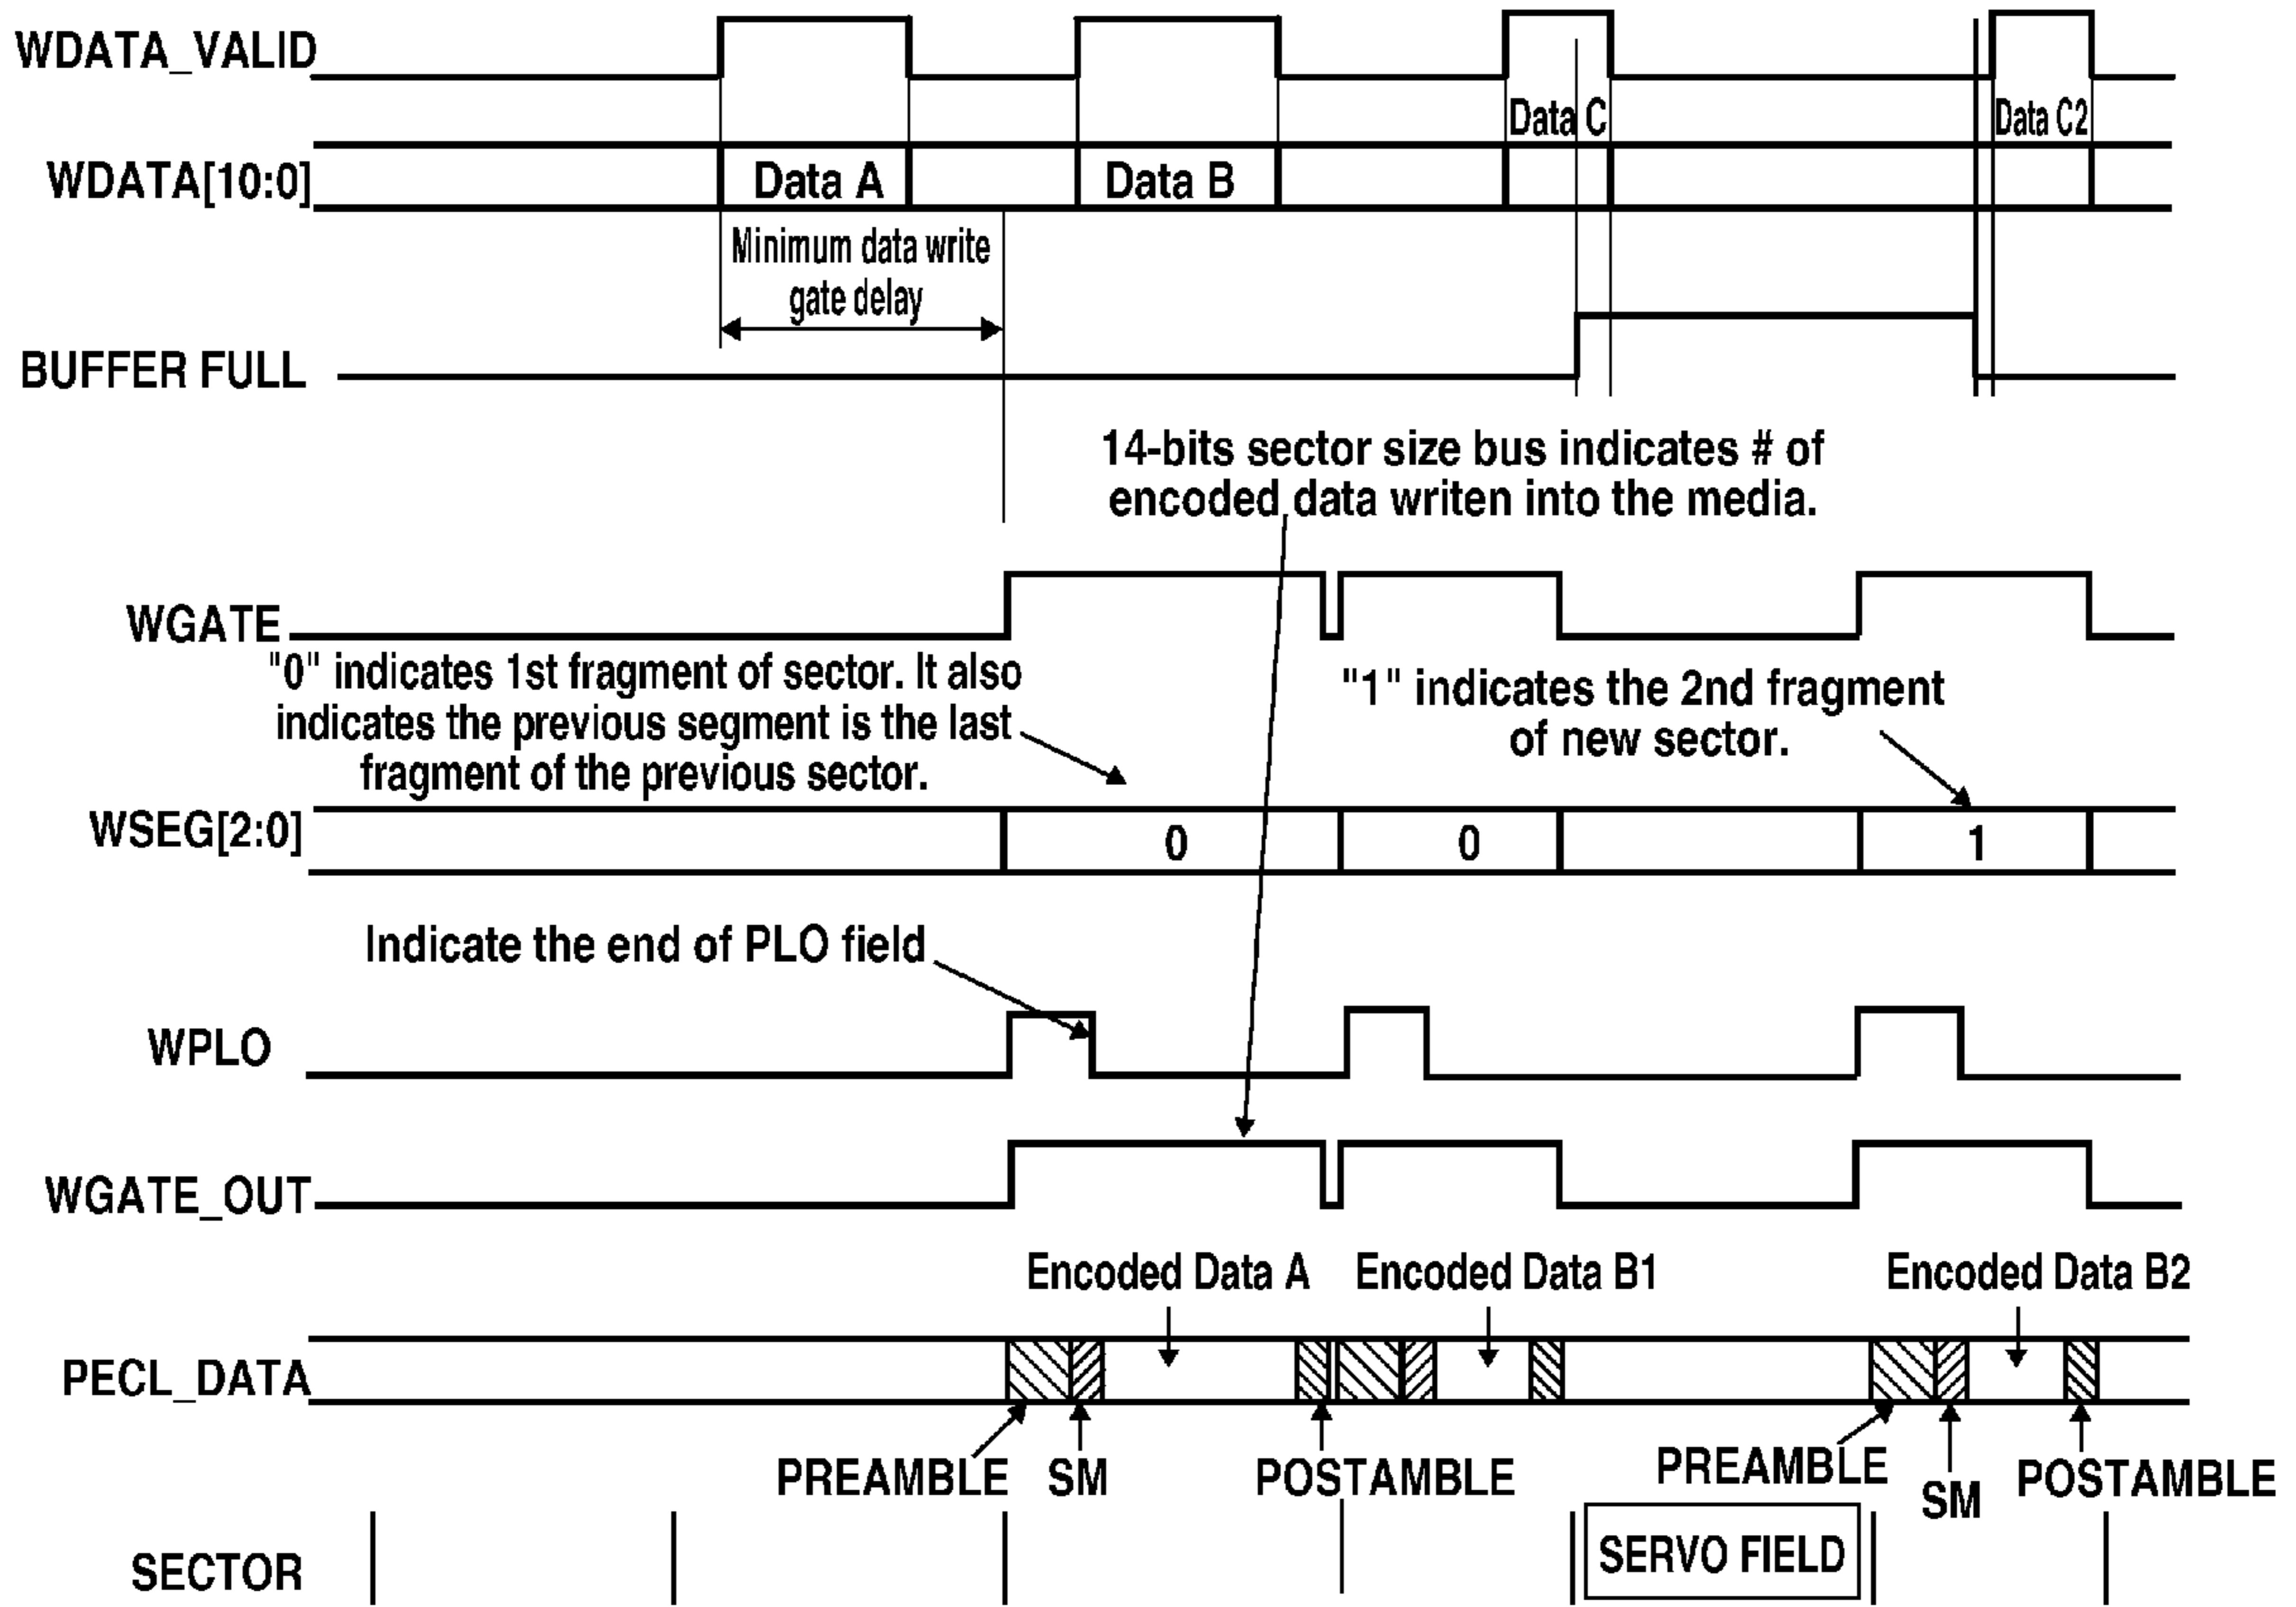 WDATA_VALID
Data C
Data C2
WDATA[10:0]
Data A
Data B
Minimum data write
gate delay
BUFFER FULL
14-bits sector size bus indicates # of
encoded data writen into the media.
WGATE
"0" indicates 1st fragment of sector. It also
indicates the previous segment is the last
fragment of the previous sector.
"1" indicates the 2nd fragment
of new sector.
WSEG[2:0]
0
0
1
Indicate the end of PLO field
WPLO
WGATE_OUT
Encoded Data A
Encoded Data B1
Encoded Data B2
PECL_DATA
PREAMBLE
SM
POSTAMBLE
PREAMBLE
SM
POSTAMBLE
SECTOR
SERVO FIELD